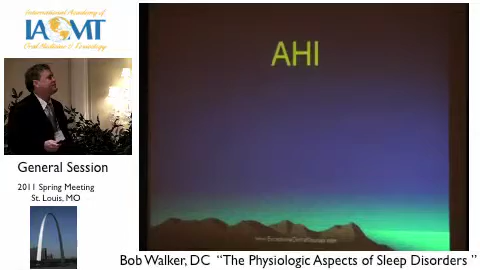 International Academy of
IAOMT
Oral Medicine & Toxicology
AHI
General Session
2011 Spring Meeting
St. Louis, MO
Bob Walker, DC “The Physiologic Aspects of Sleep Disorders ”